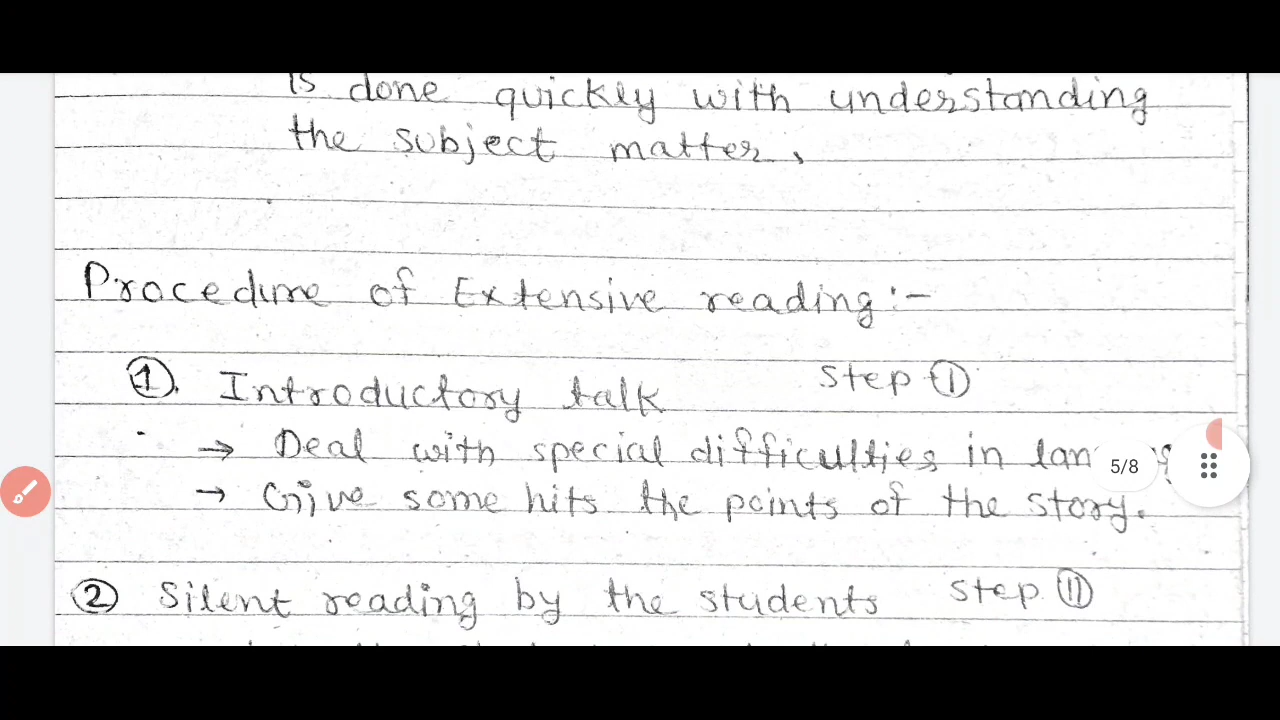 is done quickly with understanding
the subject matter,
Procedure of Extensive reading :-
① Introductory talk Step ①
→ Deal with special difficulties in lan
5/8
→ Give some hits the points of the story.
② Silent reading by the students Step ⑪